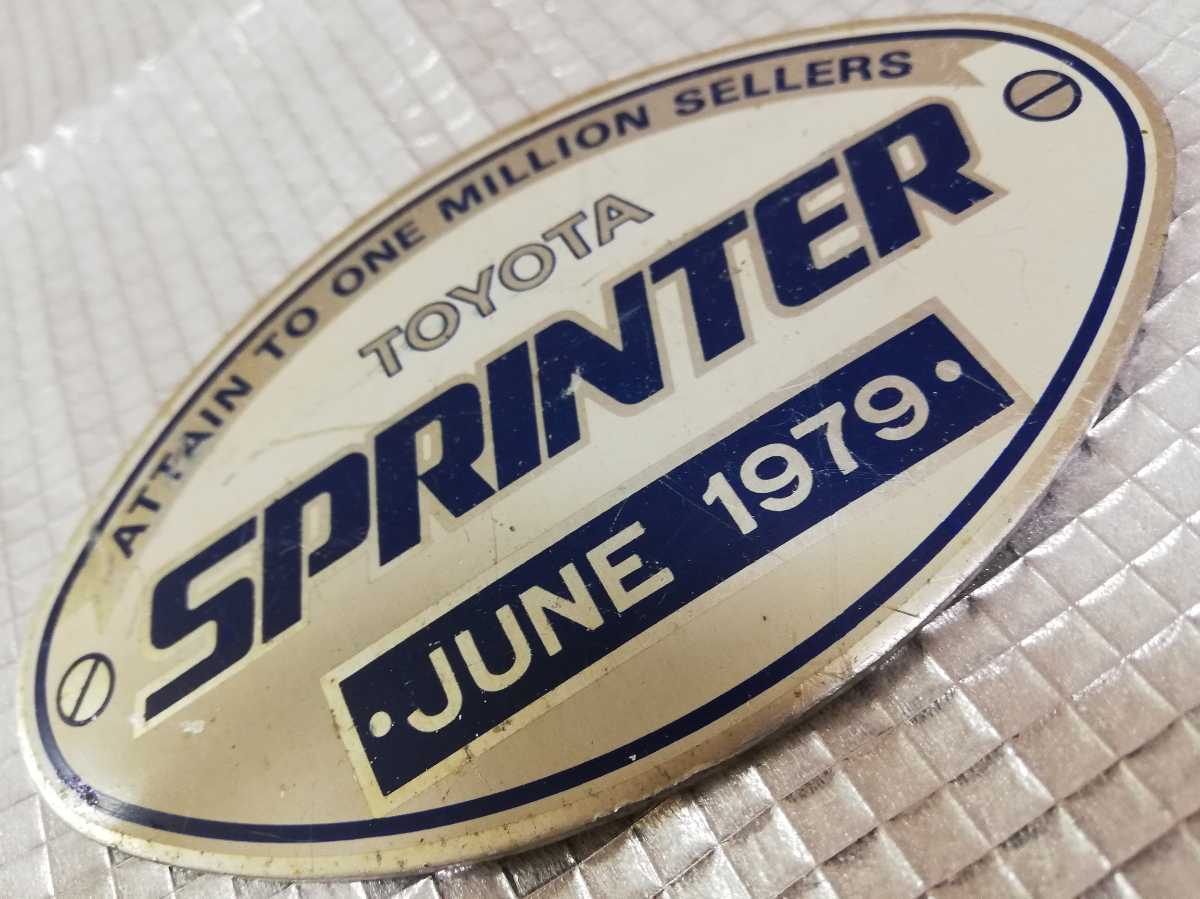 ATTAIN TO ONE MILLION SELLERS
TOYOTA
SPRINTER
·JUNE 1979·